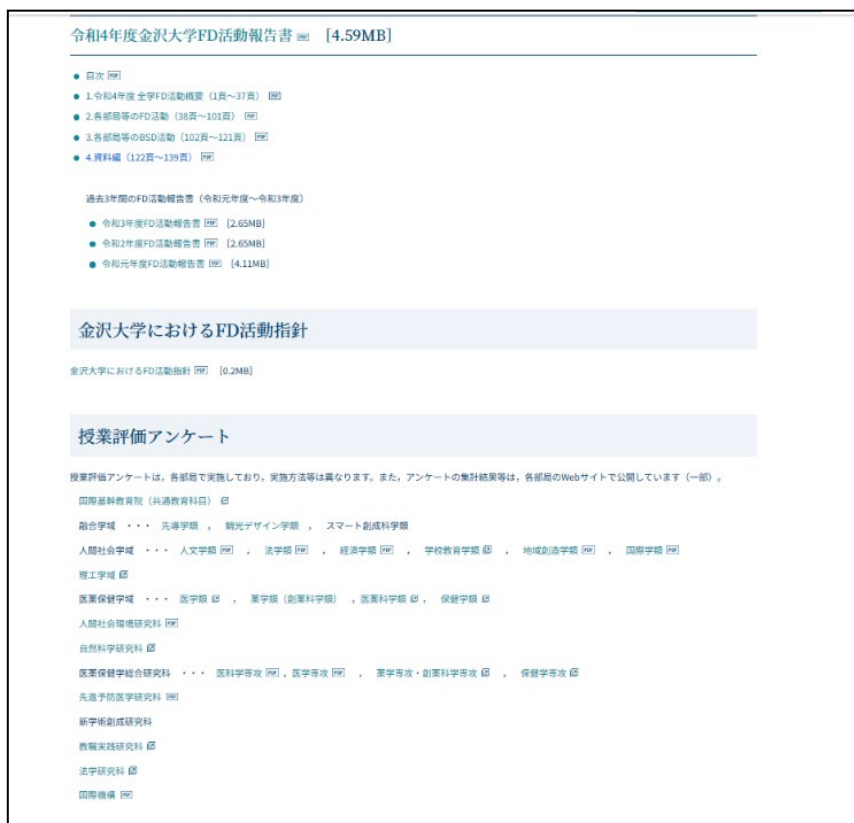 令和4年度金沢大学FD活動報告書 PDF [4.59MB]
目次 PDF
1.令和4年度 全学FD活動概要（1頁～37頁） PDF
2.各部局等のFD活動（38頁～101頁） PDF
3.各部局等のBSD活動（102頁～121頁） PDF
4.資料編（122頁～139頁） PDF
過去3年間のFD活動報告書（令和元年度～令和3年度）
令和3年度FD活動報告書 PDF [2.65MB]
令和2年度FD活動報告書 PDF [2.65MB]
令和元年度FD活動報告書 PDF [4.11MB]
金沢大学におけるFD活動指針
金沢大学におけるFD活動指針 PDF [0.2MB]
授業評価アンケート
授業評価アンケートは，各部局で実施しており，実施方法等は異なります。また，アンケートの集計結果等は，各部局のWebサイトで公開しています（一部）。
国際基幹教育院（共通教育科目）
融合学域 ・・・ 先導学類 ， 観光デザイン学類 ， スマート創成科学類
人間社会学域 ・・・ 人文学類 PDF ， 法学類 PDF ， 経済学類 PDF ， 学校教育学類 ， 地域創造学類 PDF ， 国際学類 PDF
理工学域
医薬保健学域 ・・・ 医学類 ， 薬学類（創薬科学類） ，医薬科学類 ， 保健学類
人間社会環境研究科 PDF
自然科学研究科
医薬保健学総合研究科 ・・・ 医科学専攻 PDF ，医学専攻 PDF ， 薬学専攻・創薬科学専攻 ， 保健学専攻
先進予防医学研究科 PDF
新学術創成研究科
教職実践研究科
法学研究科
国際機構 PDF